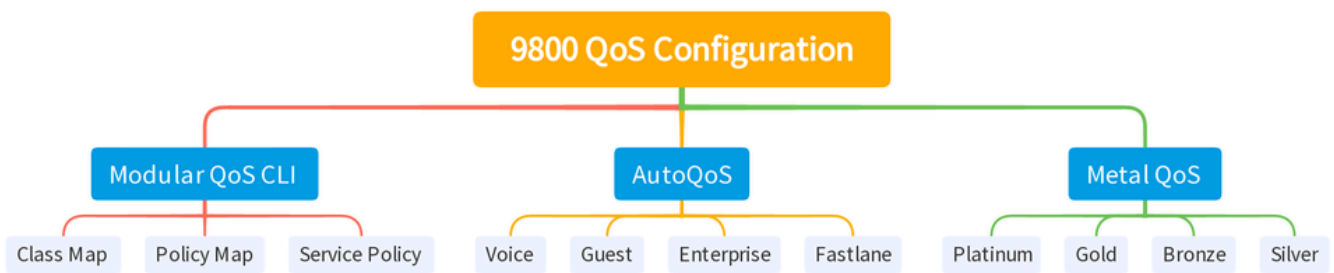 9800 QoS Configuration
Modular QoS CLI
AutoQoS
Metal QoS
Class Map
Policy Map
Service Policy
Voice
Guest
Enterprise
Fastlane
Platinum
Gold
Bronze
Silver